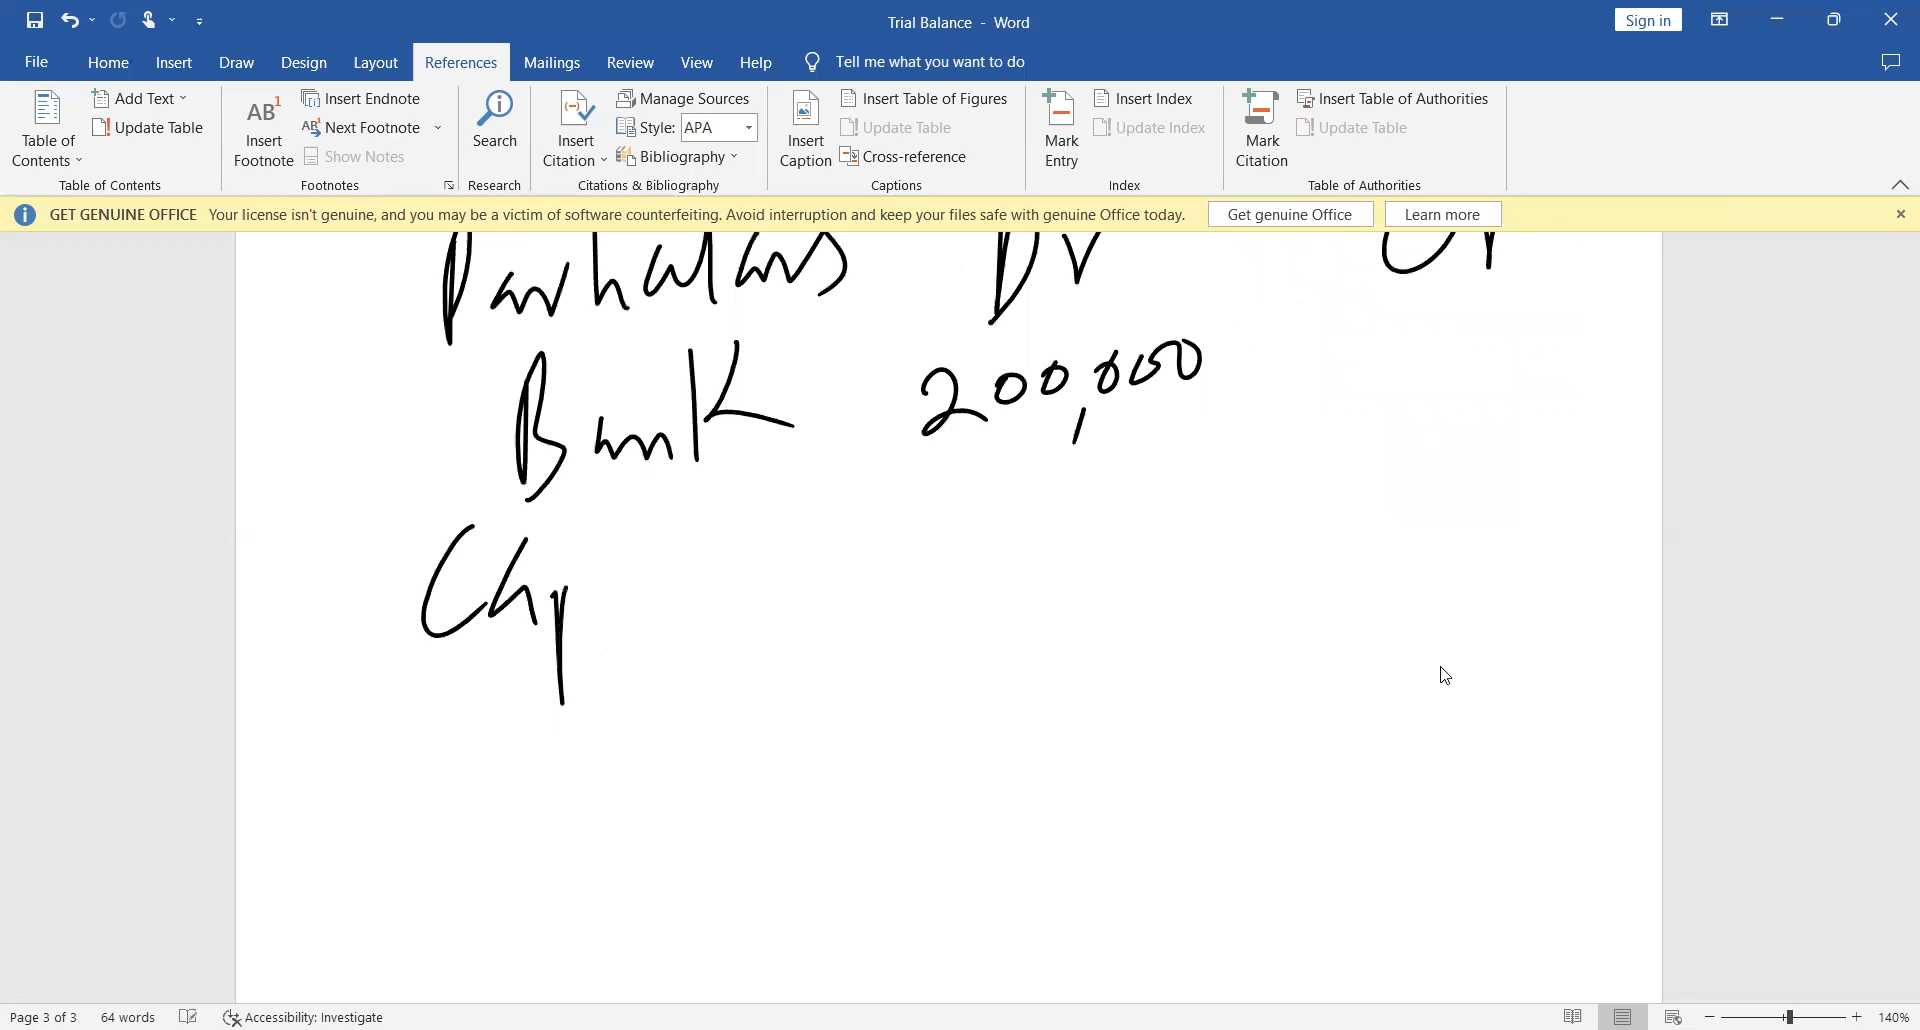 Trial Balance - Word
Sign in
File Home Insert Draw Design Layout References Mailings Review View Help Tell me what you want to do
Table of Contents
Add Text
Update Table
Table of Contents
AB1
Insert Footnote
Insert Endnote
AB1 Next Footnote
Show Notes
Footnotes
Search
Research
Insert Citation
Manage Sources
Style: APA
Bibliography
Citations & Bibliography
Insert Caption
Insert Table of Figures
Update Table
Cross-reference
Captions
Mark Entry
Insert Index
Update Index
Index
Mark Citation
Insert Table of Authorities
Update Table
Table of Authorities
GET GENUINE OFFICE Your license isn't genuine, and you may be a victim of software counterfeiting. Avoid interruption and keep your files safe with genuine Office today. Get genuine Office Learn more
Dr Cr
Bank 200,000
Cap
Page 3 of 3 64 words Accessibility: Investigate 140%